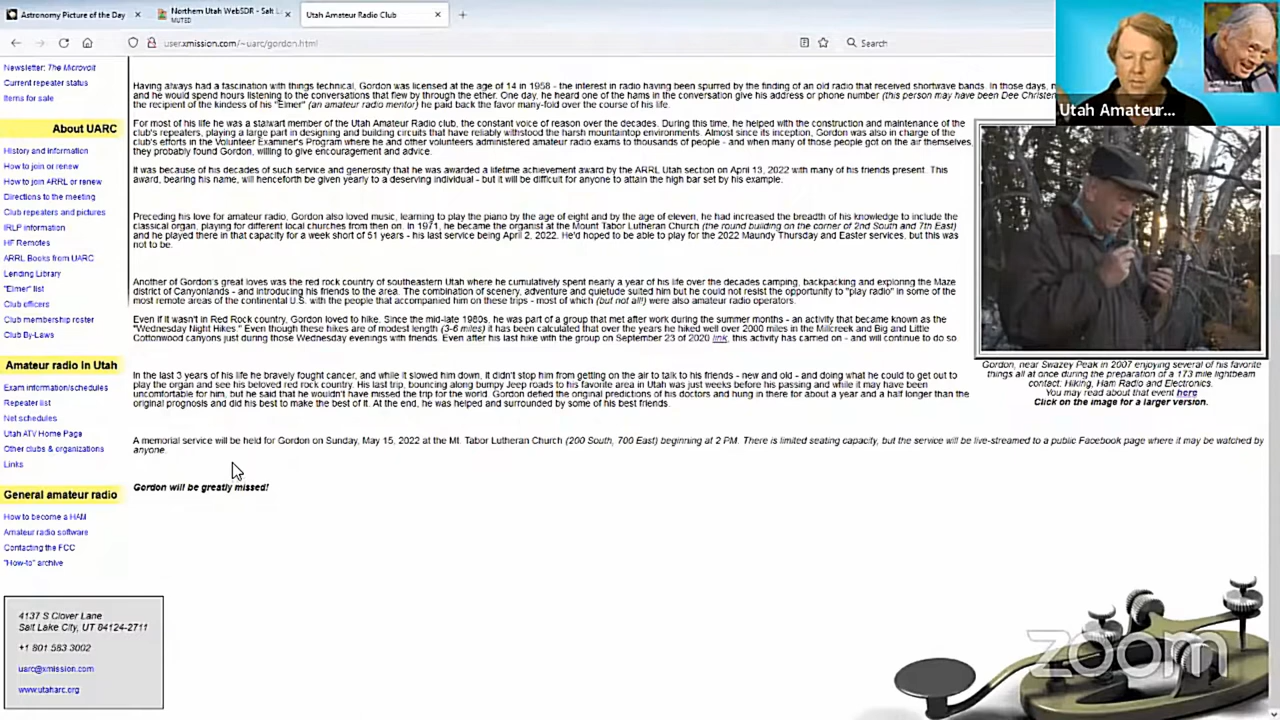 Astronomy Picture of the Day
Northern Utah WebSDR - Salt L
MUTED
Utah Amateur Radio Club
user.xmission.com/~uarc/gordon.html
Search
Utah Amateur...
Newsletter: The Microvolt
Current repeater status
Items for sale
About UARC
History and information
How to join or renew
How to join ARRL or renew
Directions to the meeting
Club repeaters and pictures
IRLP information
HF Remotes
ARRL Books from UARC
Lending Library
"Elmer" list
Club officers
Club membership roster
Club By-Laws
Amateur radio in Utah
Exam information/schedules
Repeater list
Net schedules
Utah ATV Home Page
Other clubs & organizations
Links
General amateur radio
How to become a HAM
Amateur radio software
Contacting the FCC
"How-to" archive
4137 S Clover Lane
Salt Lake City, UT 84124-2711
+1 801 583 3002
uarc@xmission.com
www.utaharc.org
Having always had a fascination with things technical, Gordon was licensed at the age of 14 in 1958 - the interest in radio having been spurred by the finding of an old radio that received shortwave bands. In those days,
and he would spend hours listening to the conversations that flew by through the ether. One day, he heard one of the hams in the conversation give his address or phone number (this person may have been Dee Christen
the recipient of the kindess of his "Elmer" (an amateur radio mentor) he paid back the favor many-fold over the course of his life.
For most of his life he was a stalwart member of the Utah Amateur Radio Club, the constant voice of reason over the decades. During this time, he helped with the construction and maintenance of the
club's repeaters, playing a large part in designing and building circuits that have reliably withstood the harsh mountaintop environments. Almost since its inception, Gordon was also in charge of the
club's efforts in the Volunteer Examiner's Program where he and other volunteers administered amateur radio exams to thousands of people - and when many of those people got on the air themselves,
they probably found Gordon, willing to give encouragement and advice.
It was because of his decades of such service and generosity that he was awarded a lifetime achievement award by the ARRL Utah section on April 13, 2022 with many of his friends present. This
award, bearing his name, will henceforth be given yearly to a deserving individual - but it will be difficult for anyone to attain the high bar set by his example.
Preceding his love for amateur radio, Gordon also loved music, learning to play the piano by the age of eight and by the age of eleven, he had increased the breadth of his knowledge to include the
classical organ, playing for different local churches from then on. In 1971, he became the organist at the Mount Tabor Lutheran Church (the round building on the corner of 2nd South and 7th East)
and he played there in that capacity for a week short of 51 years - his last service being April 2, 2022. He'd hoped to be able to play for the 2022 Maundy Thursday and Easter services, but this was
not to be.
Another of Gordon's great loves was the red rock country of southeastern Utah where he cumulatively spent nearly a year of his life over the decades camping, backpacking and exploring the Maze
district of Canyonlands - and introducing his friends to the area. The combination of scenery, adventure and quietude suited him but he could not resist the opportunity to "play radio" in some of the
most remote areas of the continental U.S. with the people that accompanied him on these trips - most of which (but not all!) were also amateur radio operators.
Even if it wasn't in Red Rock country, Gordon loved to hike. Since the mid-late 1980s, he was part of a group that met after work during the summer months - an activity that became known as the
"Wednesday Night Hikes." Even though these hikes are of modest length (3-6 miles) it has been calculated that over the years he hiked well over 2000 miles in the Millcreek and Big and Little
Cottonwood canyons just during those Wednesday evenings with friends. Even after his last hike with the group on September 23 of 2020 link, this activity has carried on - and will continue to do so
In the last 3 years of his life he bravely fought cancer, and while it slowed him down, it didn't stop him from getting on the air to talk to his friends - new and old - and doing what he could to get out to
play the organ and see his beloved red rock country. His last trip, bouncing along bumpy Jeep roads to his favorite area in Utah was just weeks before his passing and while it may have been
uncomfortable for him, but he said that he wouldn't have missed the trip for the world. Gordon defied the original predictions of his doctors and hung in there for about a year and a half longer than the
original prognosis and did his best to make the best of it. At the end, he was helped and surrounded by some of his best friends.
A memorial service will be held for Gordon on Sunday, May 15, 2022 at the Mt. Tabor Lutheran Church (200 South, 700 East) beginning at 2 PM. There is limited seating capacity, but the service will be live-streamed to a public Facebook page where it may be watched by
anyone.
Gordon will be greatly missed!
Gordon, near Swazey Peak in 2007 enjoying several of his favorite
things all at once during the preparation of a 173 mile lightbeam
contact: Hiking, Ham Radio and Electronics.
You may read about that event here
Click on the image for a larger version.
zoom